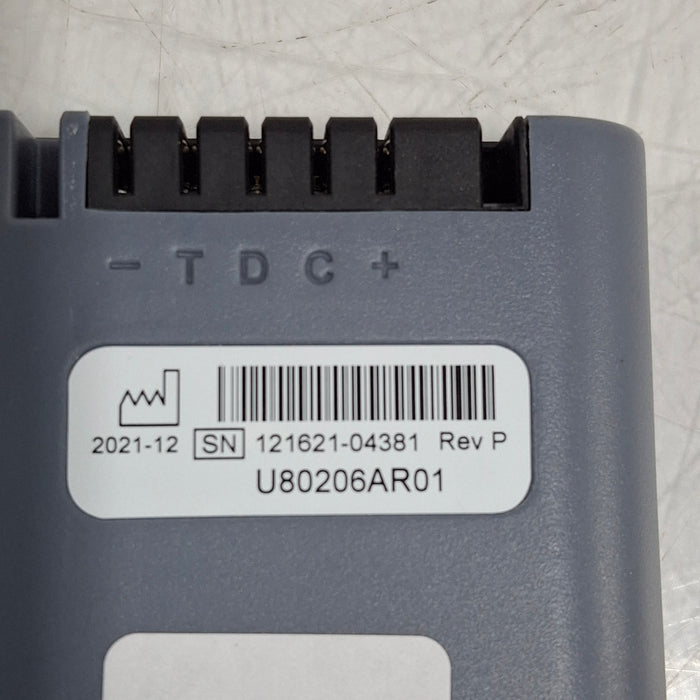 − T D C +
2021-12 SN 121621-04381 Rev P
U80206AR01